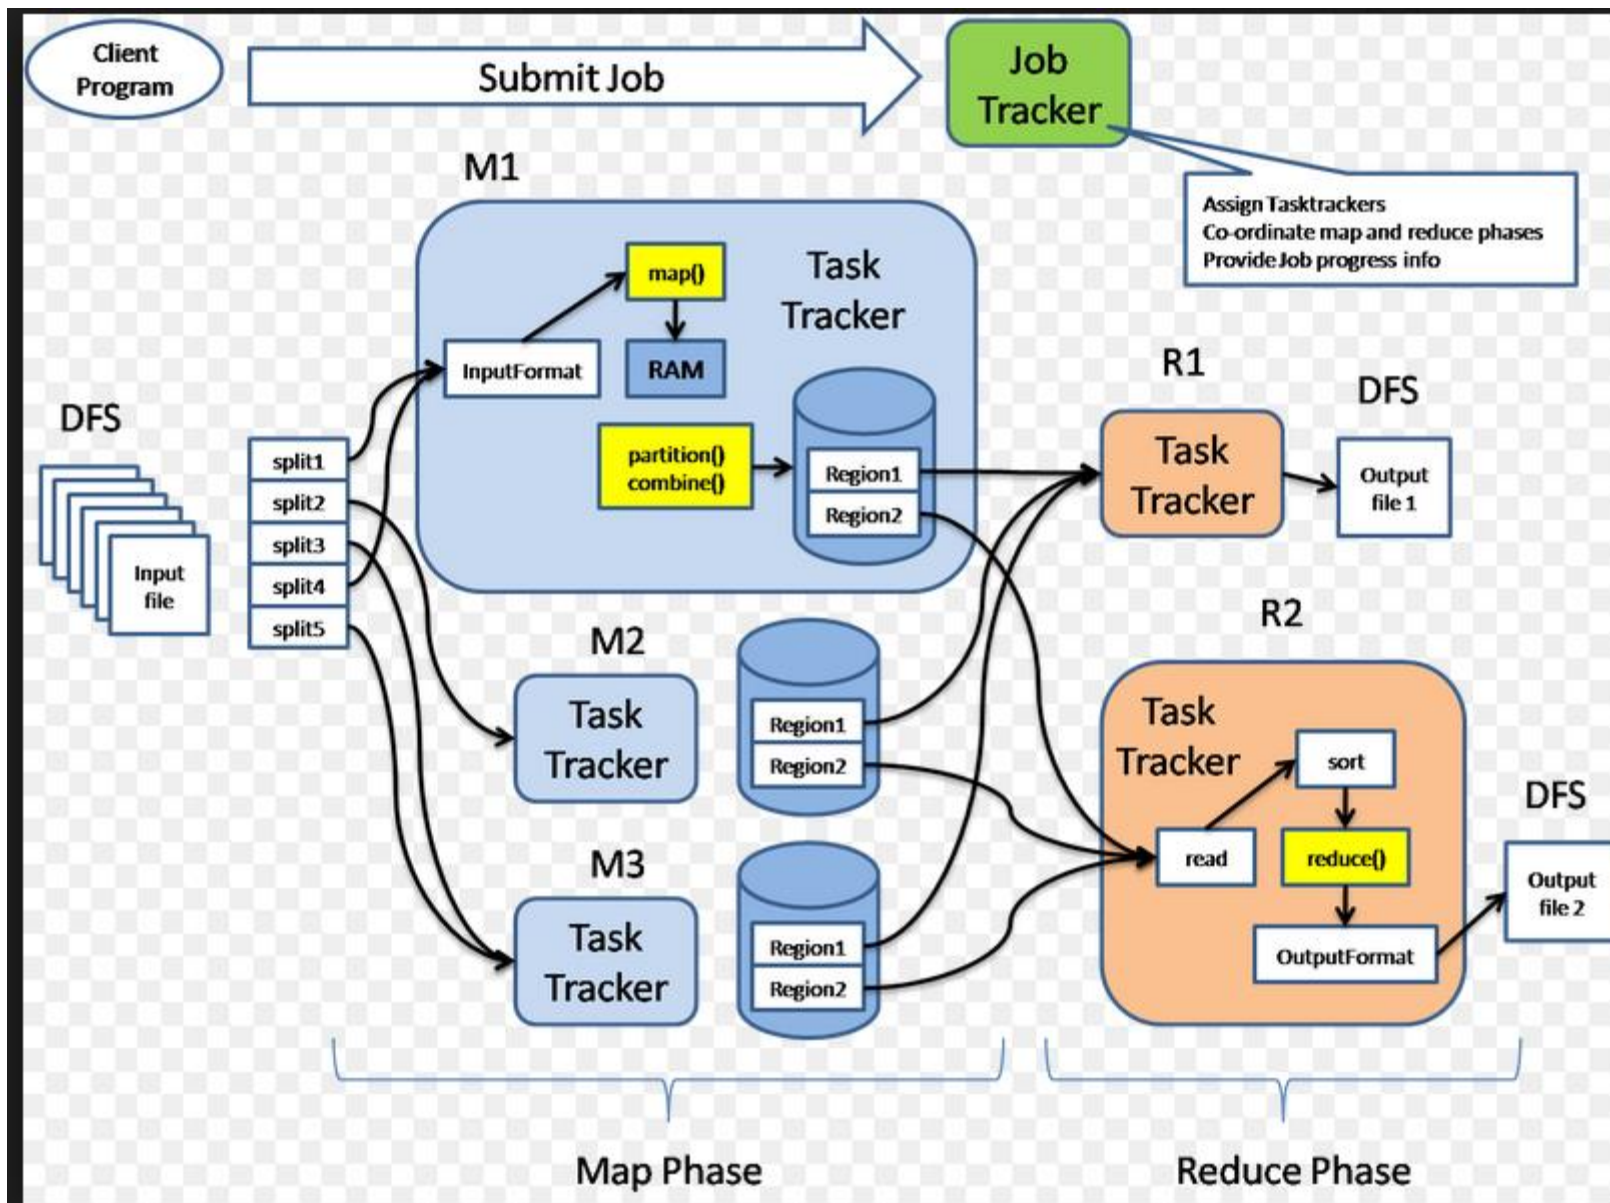 Client
Program
Submit Job
Job
Tracker
Assign Tasktrackers
Co-ordinate map and reduce phases
Provide Job progress info
M1
map()
Task
Tracker
InputFormat
RAM
partition()
combine()
Region1
Region2
DFS
Input
file
split1
split2
split3
split4
split5
M2
Task
Tracker
Region1
Region2
M3
Task
Tracker
Region1
Region2
R1
Task
Tracker
DFS
Output
file 1
R2
Task
Tracker
sort
read
reduce()
OutputFormat
DFS
Output
file 2
Map Phase
Reduce Phase